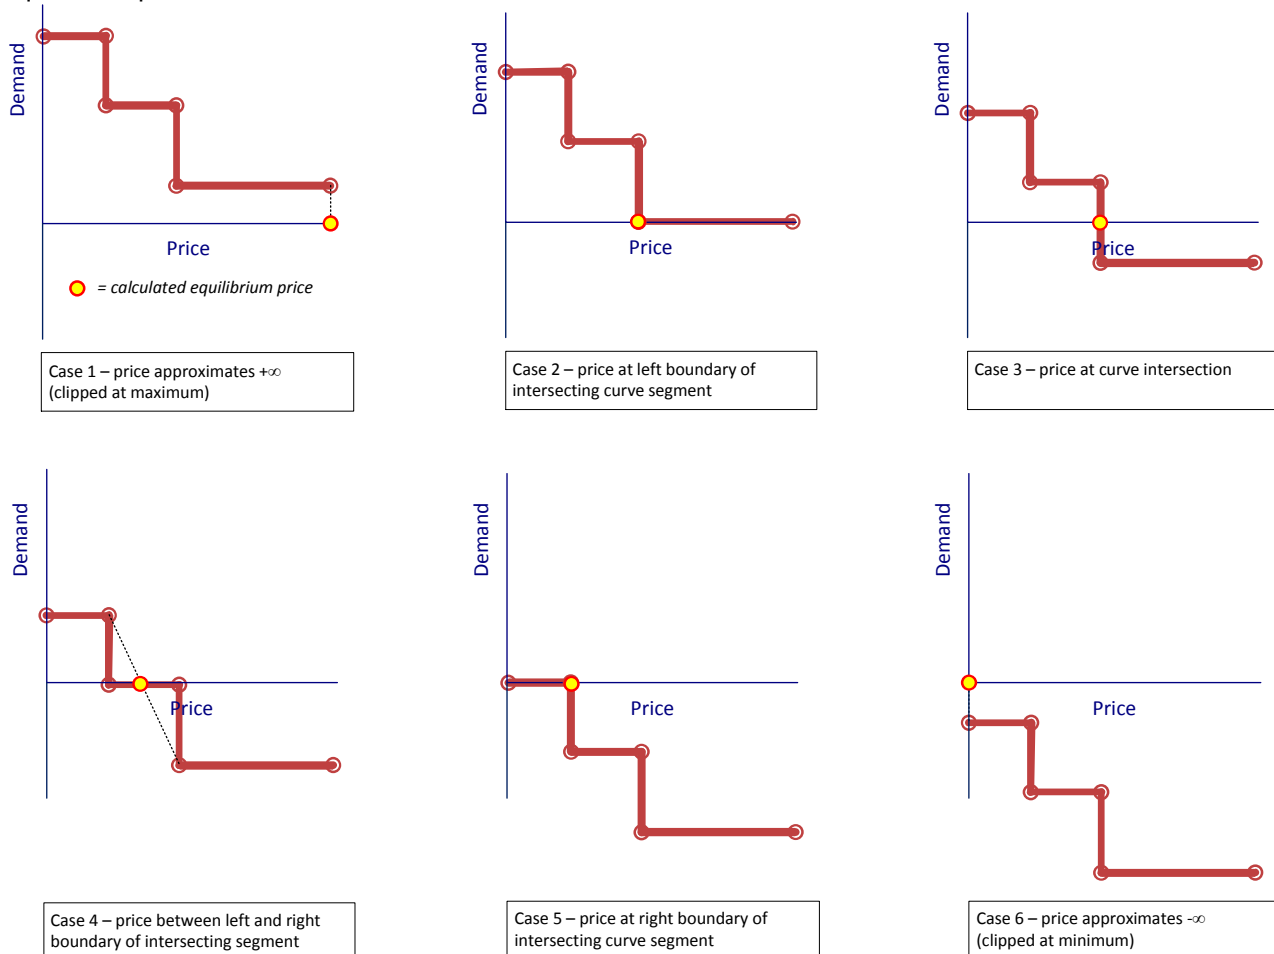 Demand
Price
= calculated equilibrium price
Case 1 – price approximates +∞
(clipped at maximum)
Demand
Price
Case 2 – price at left boundary of
intersecting curve segment
Demand
Price
Case 3 – price at curve intersection
Demand
Price
Case 4 – price between left and right
boundary of intersecting segment
Demand
Price
Case 5 – price at right boundary of
intersecting curve segment
Demand
Price
Case 6 – price approximates -∞
(clipped at minimum)